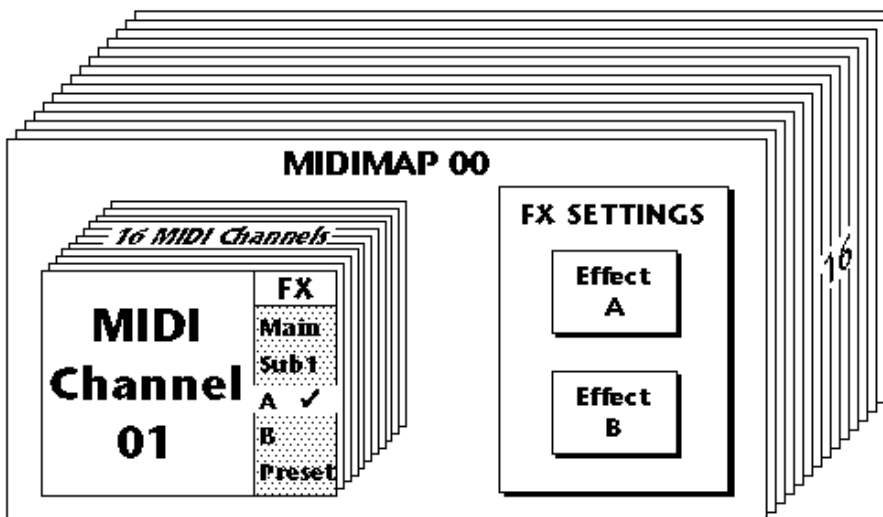 MIDIMAP 00
16 MIDI Channels
MIDI
Channel
01
FX
Main
Sub1
A ✓
B
Preset
FX SETTINGS
Effect
A
Effect
B
16